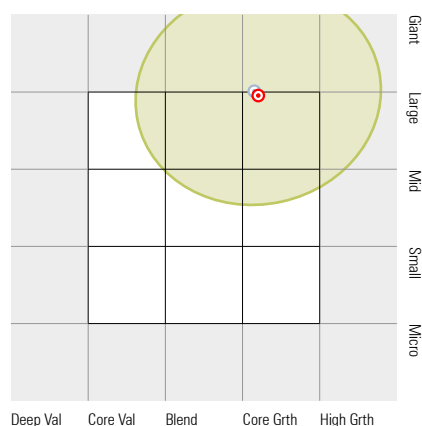 Giant
Large
Mid
Small
Micro
Deep Val
Core Val
Blend
Core Grth
High Grth